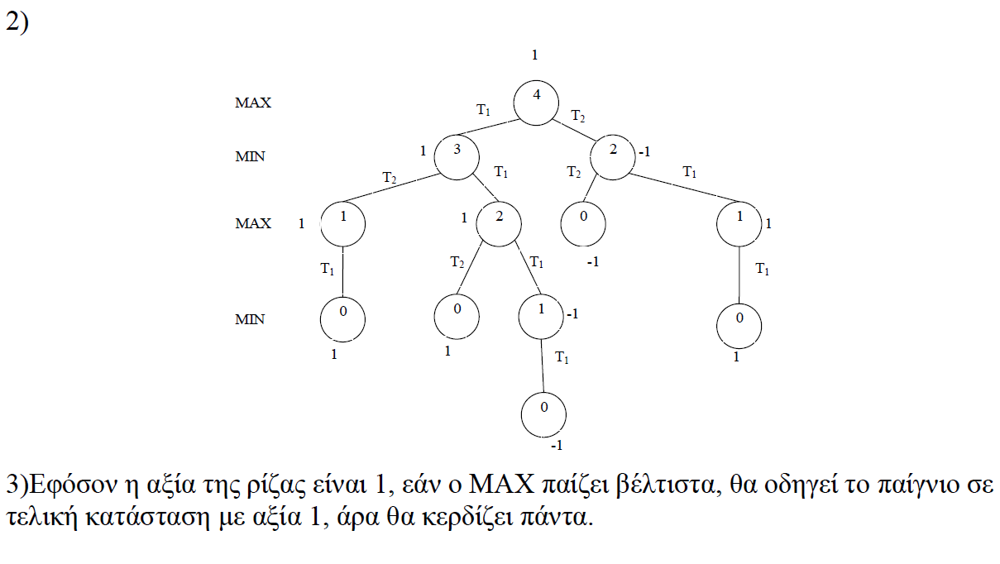 2)
1
MAX 4
T₁ T₂
MIN 1 3 2 -1
T₂ T₁ T₂ T₁
MAX 1 1 1 2 0 1 1
T₁ T₂ T₁ -1 T₁
MIN 0 0 1 -1 0
1 1 T₁ 1
0
-1
3)Εφόσον η αξία της ρίζας είναι 1, εάν ο MAX παίζει βέλτιστα, θα οδηγεί το παίγνιο σε
τελική κατάσταση με αξία 1, άρα θα κερδίζει πάντα.